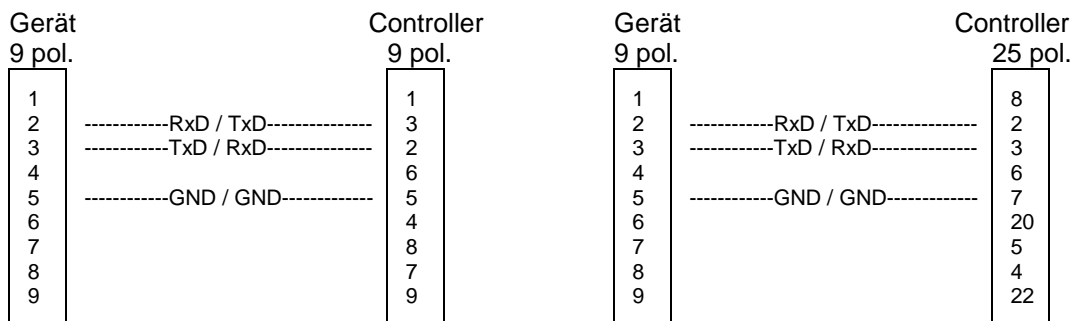 Gerät Controller Gerät Controller
9 pol. 9 pol. 9 pol. 25 pol.
1 1 1 8
2 ------------RxD / TxD--------------- 3 2 ------------RxD / TxD--------------- 2
3 ------------TxD / RxD--------------- 2 3 ------------TxD / RxD--------------- 3
4 6 4 6
5 ------------GND / GND------------- 5 5 ------------GND / GND------------- 7
6 4 6 20
7 8 7 5
8 7 8 4
9 9 9 22